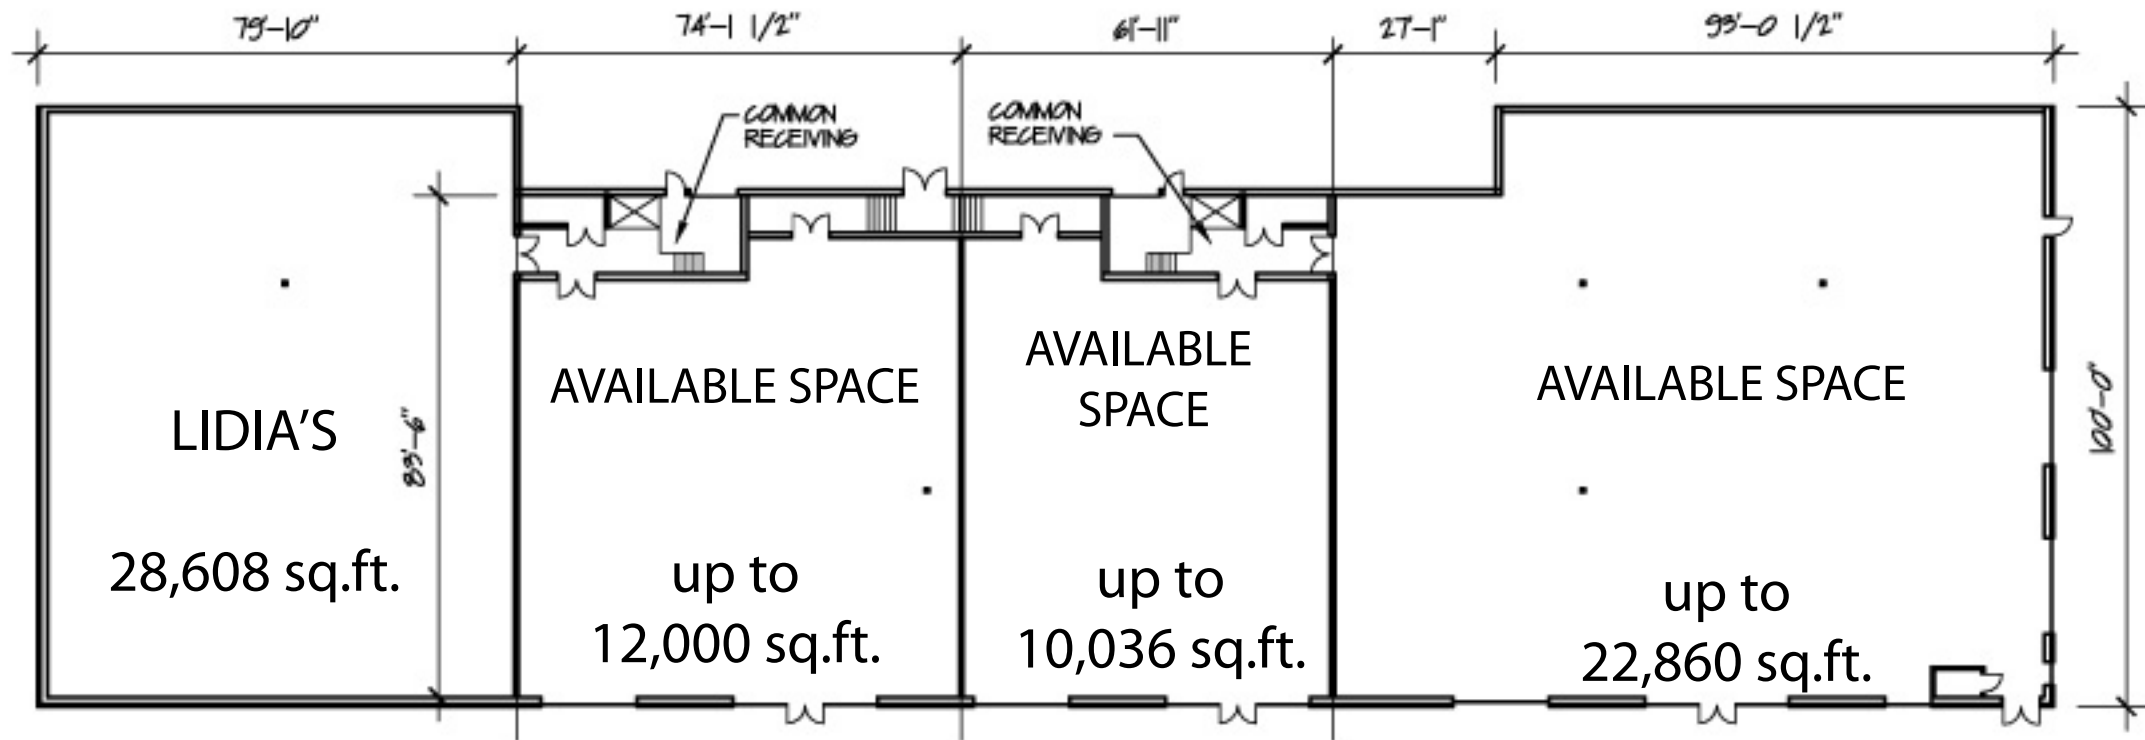 79'-10"
74'-1 1/2"
61'-11"
27'-1"
93'-0 1/2"
COMMON
RECEIVING
COMMON
RECEIVING
83'-6"
100'-0"
LIDIA'S
28,608 sq.ft.
AVAILABLE SPACE
up to
12,000 sq.ft.
AVAILABLE
SPACE
up to
10,036 sq.ft.
AVAILABLE SPACE
up to
22,860 sq.ft.